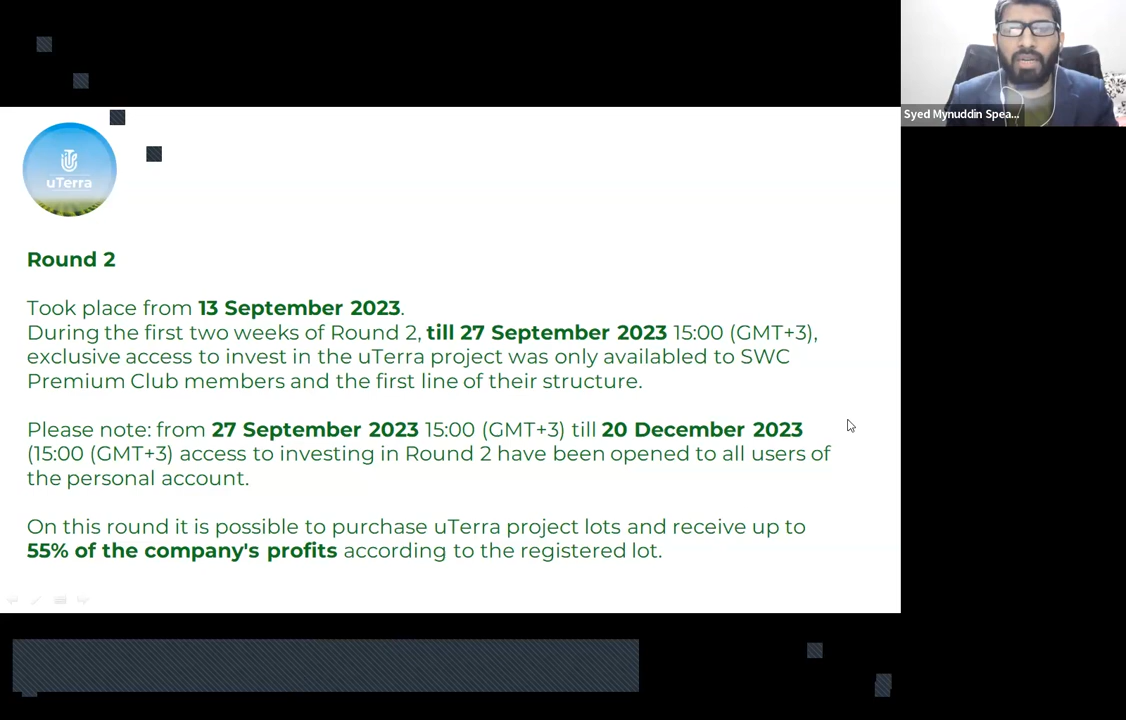 Syed Mynuddin Spea...
uTerra
Round 2
Took place from 13 September 2023.
During the first two weeks of Round 2, till 27 September 2023 15:00 (GMT+3),
exclusive access to invest in the uTerra project was only availabled to SWC
Premium Club members and the first line of their structure.
Please note: from 27 September 2023 15:00 (GMT+3) till 20 December 2023
(15:00 (GMT+3) access to investing in Round 2 have been opened to all users of
the personal account.
On this round it is possible to purchase uTerra project lots and receive up to
55% of the company's profits according to the registered lot.